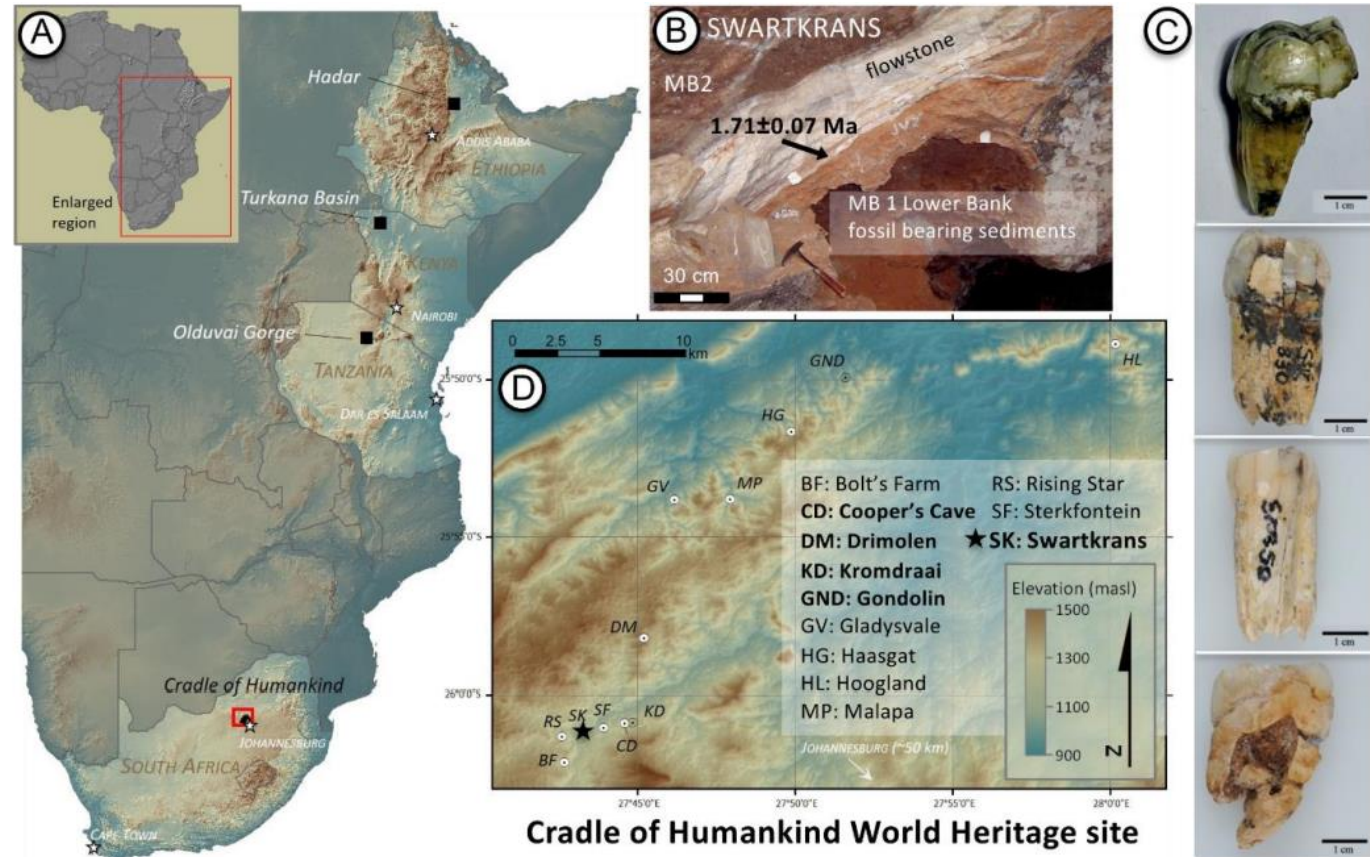 A
Enlarged
region
Hadar
ADDIS ABABA
ETHIOPIA
Turkana Basin
KENYA
NAIROBI
Olduvai Gorge
TANZANIA
DAR ES SALAAM
Cradle of Humankind
JOHANNESBURG
SOUTH AFRICA
CAPE TOWN
B
SWARTKRANS
MB2
flowstone
1.71±0.07 Ma
MB 1 Lower Bank
fossil bearing sediments
30 cm
C
1 cm
830
1 cm
1 cm
1 cm
D
0 2.5 5 10
km
25°50'0"S
25°55'0"S
26°0'0"S
GND
HL
HG
GV
MP
DM
RS
SK
SF
KD
CD
BF
BF: Bolt's Farm
RS: Rising Star
CD: Cooper's Cave
SF: Sterkfontein
DM: Drimolen
SK: Swartkrans
KD: Kromdraai
GND: Gondolin
GV: Gladysvale
HG: Haasgat
HL: Hoogland
MP: Malapa
Elevation (masl)
1500
1300
1100
900
N
JOHANNESBURG (~50 km)
27°45'0"E
27°50'0"E
27°55'0"E
28°0'0"E
Cradle of Humankind World Heritage site